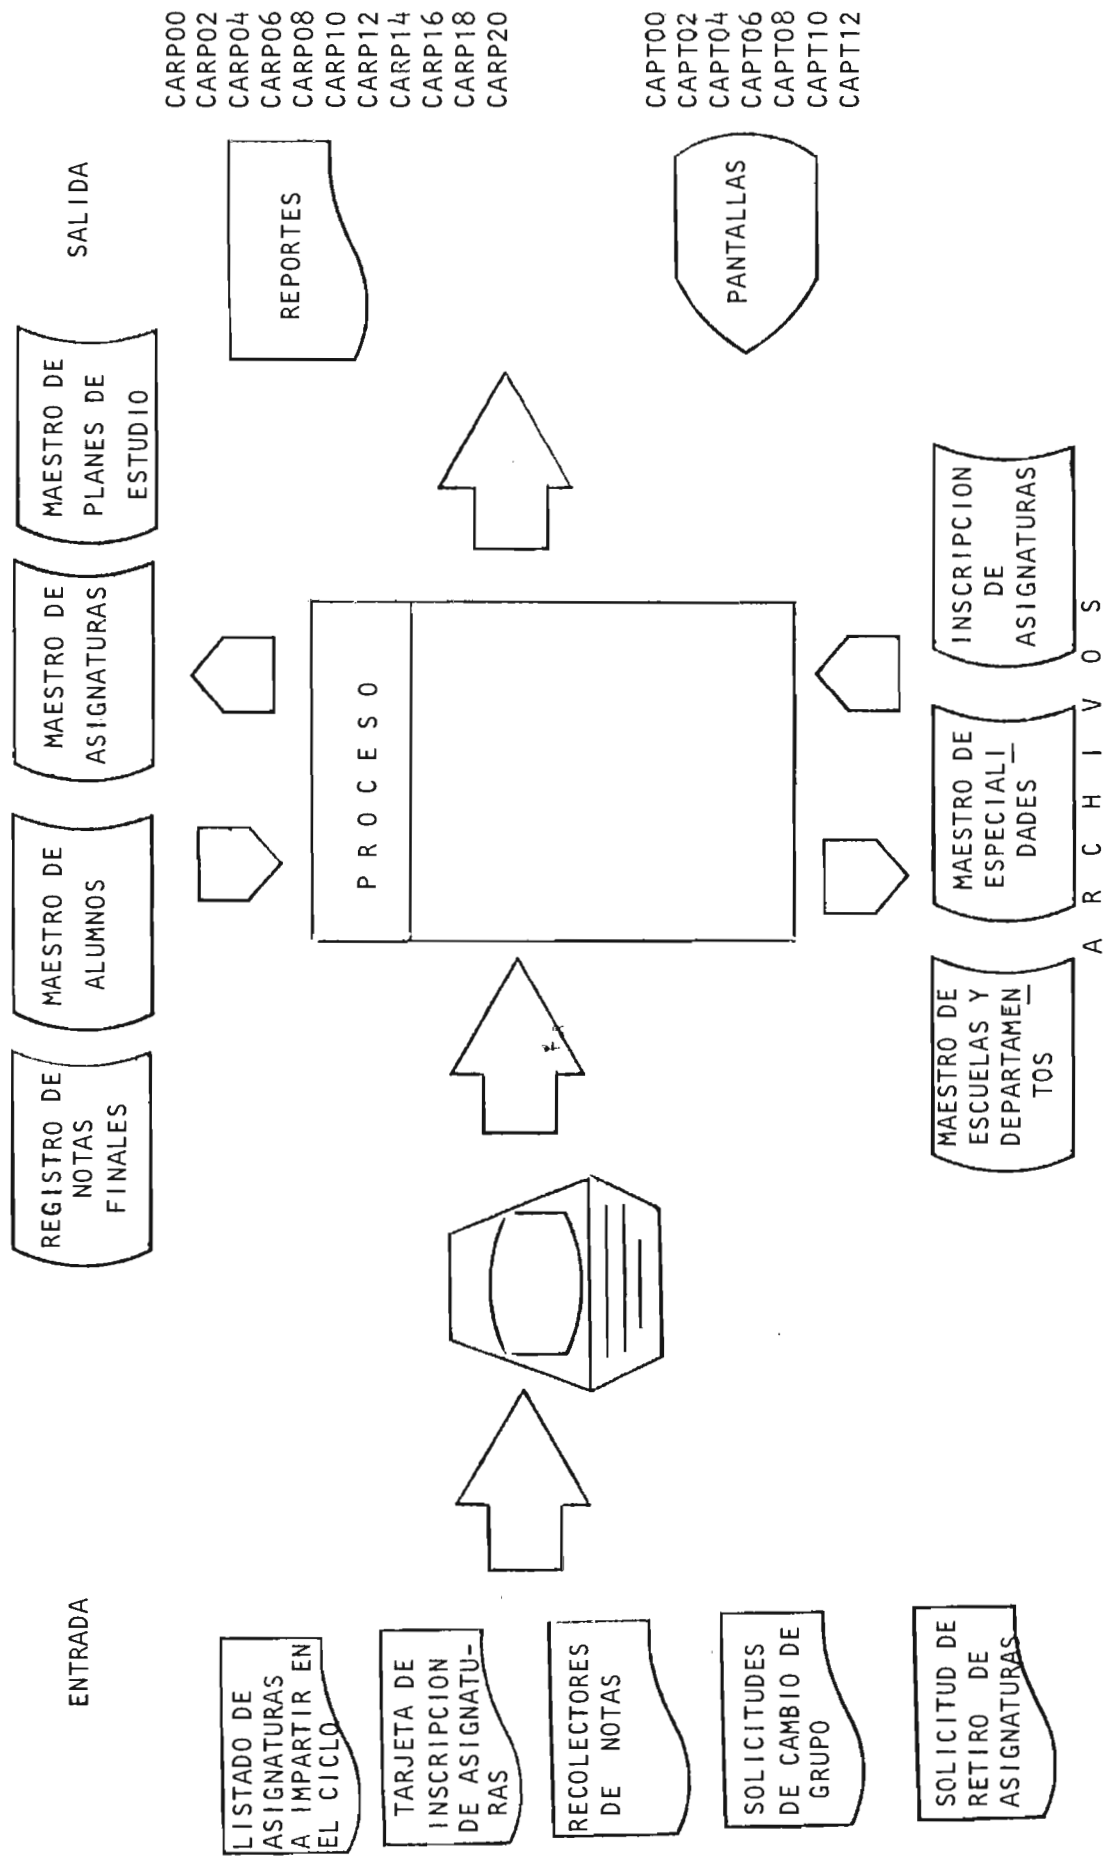 ENTRADA
SALIDA
LISTADO DE
ASIGNATURAS
A IMPARTIR EN
EL CICLO
TARJETA DE
INSCRIPCION
DE ASIGNATU-
RAS
RECOLECTORES
DE NOTAS
SOLICITUDES
DE CAMBIO DE
GRUPO
SOLICITUD DE
RETIRO DE
ASIGNATURAS
REGISTRO DE
NOTAS
FINALES
MAESTRO DE
ALUMNOS
MAESTRO DE
ASIGNATURAS
MAESTRO DE
PLANES DE
ESTUDIO
PROCESO
MAESTRO DE
ESCUELAS Y
DEPARTAMEN_
TOS
MAESTRO DE
ESPECIALI_
DADES
INSCRIPCION
DE
ASIGNATURAS
ARCHIVOS
REPORTES
CARP00
CARP02
CARP04
CARP06
CARP08
CARP10
CARP12
CARP14
CARP16
CARP18
CARP20
PANTALLAS
CAPT00
CAPT02
CAPT04
CAPT06
CAPT08
CAPT10
CAPT12